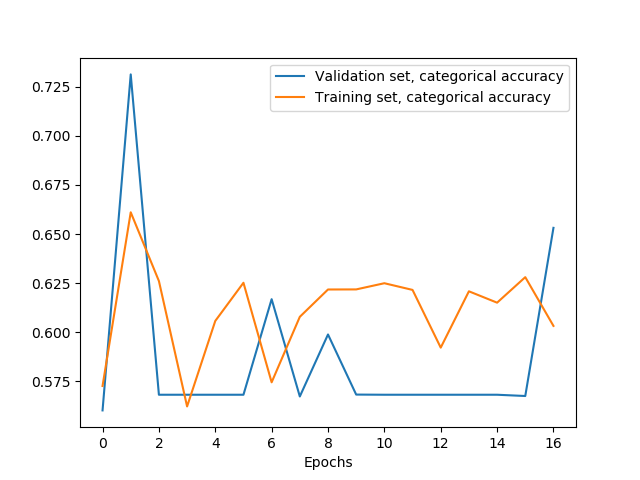 Validation set, categorical accuracy
Training set, categorical accuracy
0.725
0.700
0.675
0.650
0.625
0.600
0.575
0 2 4 6 8 10 12 14 16
Epochs